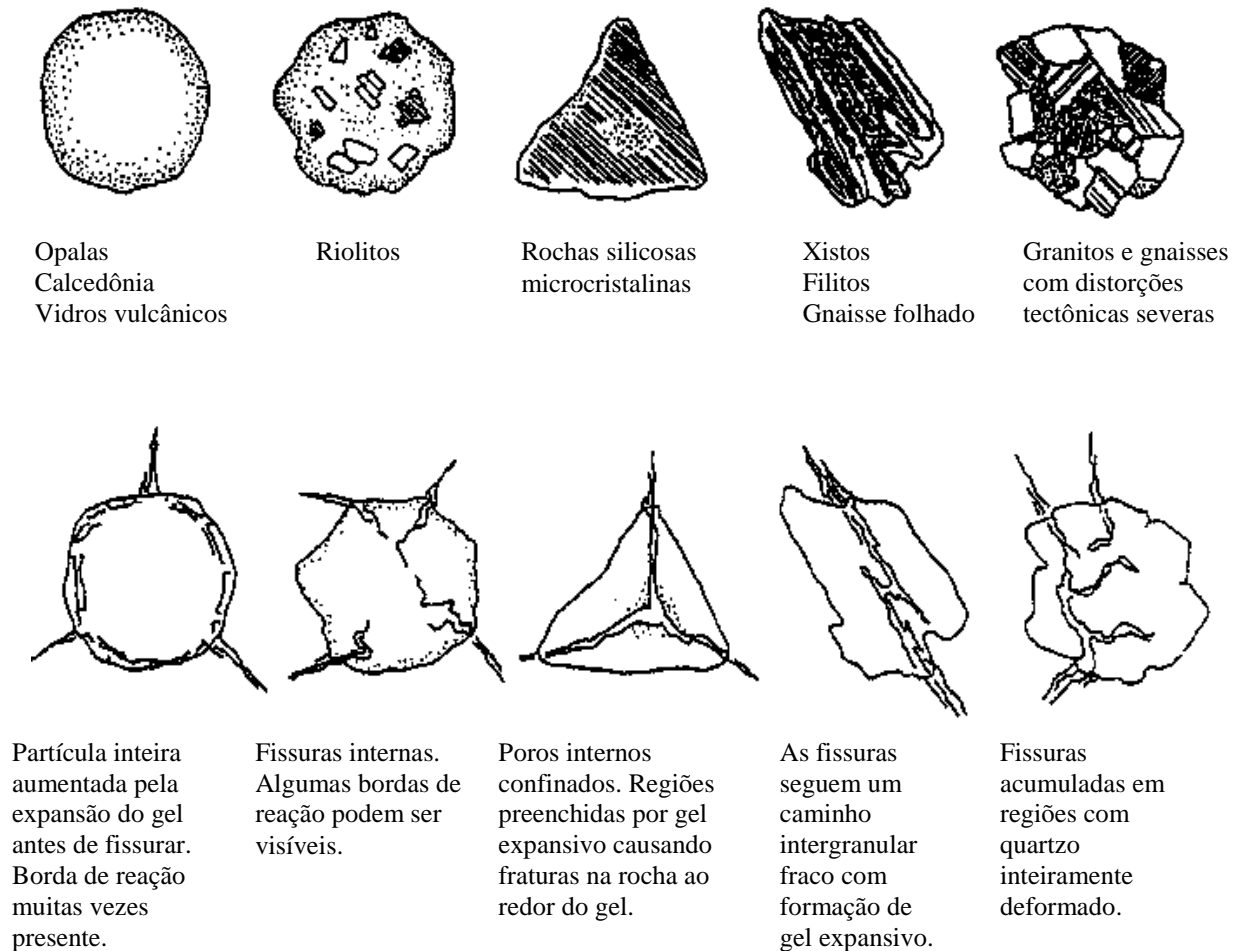 Opalas
Calcedônia
Vidros vulcânicos
Riolitos
Rochas silicosas
microcristalinas
Xistos
Filitos
Gnaisse folhado
Granitos e gnaisses
com distorções
tectônicas severas
Partícula inteira
aumentada pela
expansão do gel
antes de fissurar.
Borda de reação
muitas vezes
presente.
Fissuras internas.
Algumas bordas de
reação podem ser
visíveis.
Poros internos
confinados. Regiões
preenchidas por gel
expansivo causando
fraturas na rocha ao
redor do gel.
As fissuras
seguem um
caminho
intergranular
fraco com
formação de
gel expansivo.
Fissuras
acumuladas em
regiões com
quartzo
inteiramente
deformado.